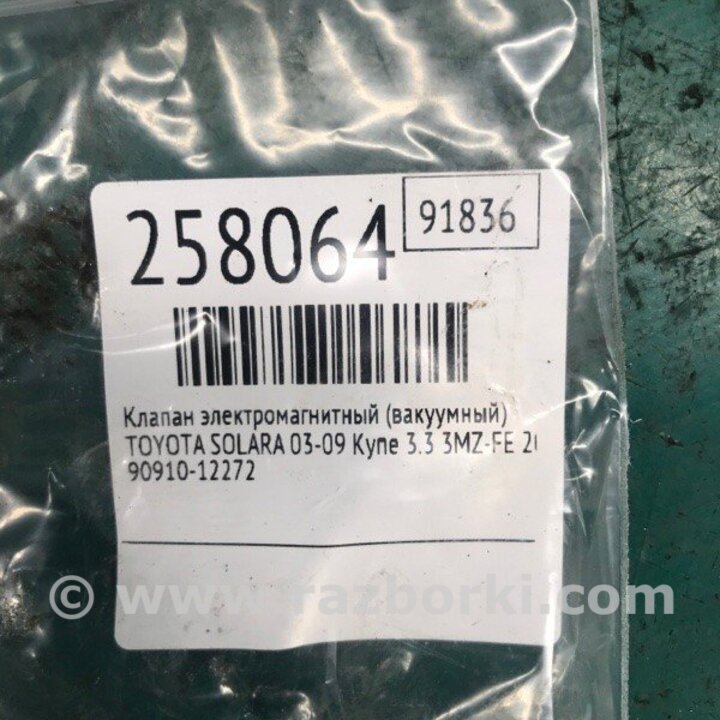 258064
91836
Клапан электромагнитный (вакуумный)
TOYOTA SOLARA 03-09 Купе 3.3 3MZ-FE
90910-12272
© www.razborki.com